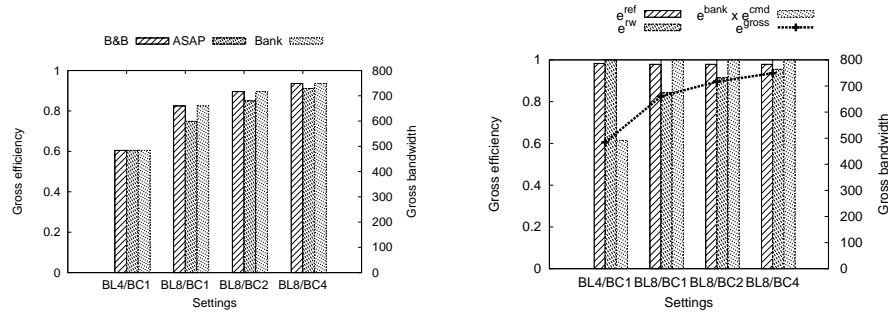 B&B ASAP Bank
1
0.8
0.6
0.4
0.2
0
Gross efficiency
800
700
600
500
400
300
200
100
0
Gross bandwidth
BL4/BC1 BL8/BC1 BL8/BC2 BL8/BC4
Settings
e^ref e^bank x e^cmd
e^rw e^gross
1
0.8
0.6
0.4
0.2
0
Gross efficiency
800
700
600
500
400
300
200
100
0
Gross bandwidth
BL4/BC1 BL8/BC1 BL8/BC2 BL8/BC4
Settings